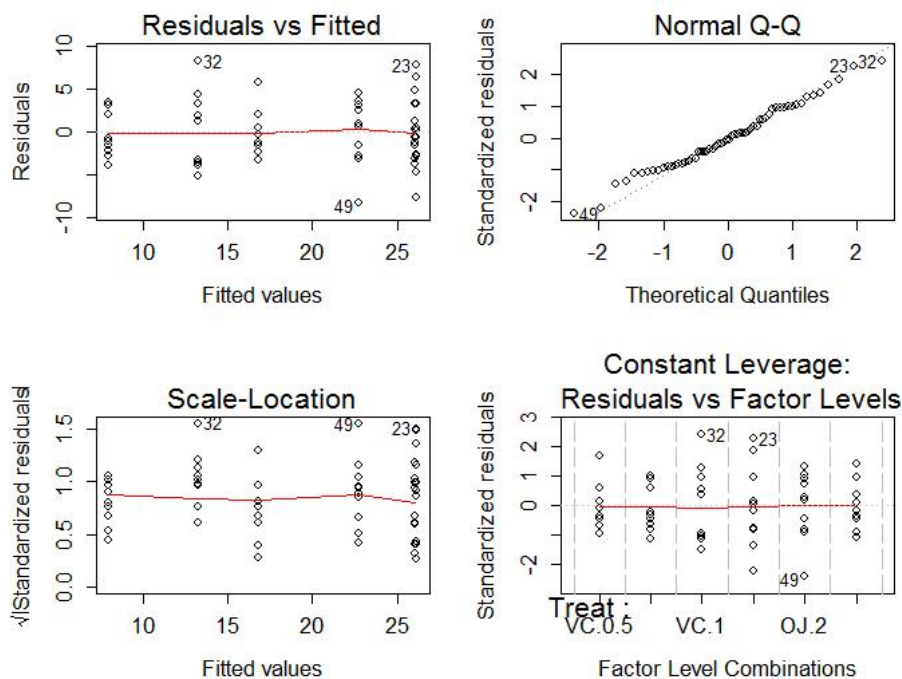 Residuals vs Fitted
Residuals
10
5
0
-10
32
23
49
10
15
20
25
Fitted values
Normal Q-Q
Standardized residuals
2
1
0
-2
23
32
49
-2
-1
0
1
2
Theoretical Quantiles
Scale-Location
√|Standardized residuals
1.5
1.0
0.5
0.0
32
49
23
10
15
20
25
Fitted values
Constant Leverage:
Residuals vs Factor Levels
Standardized residuals
3
2
1
0
-2
32
23
49
Treat :
VC.0.5
VC.1
OJ.2
Factor Level Combinations